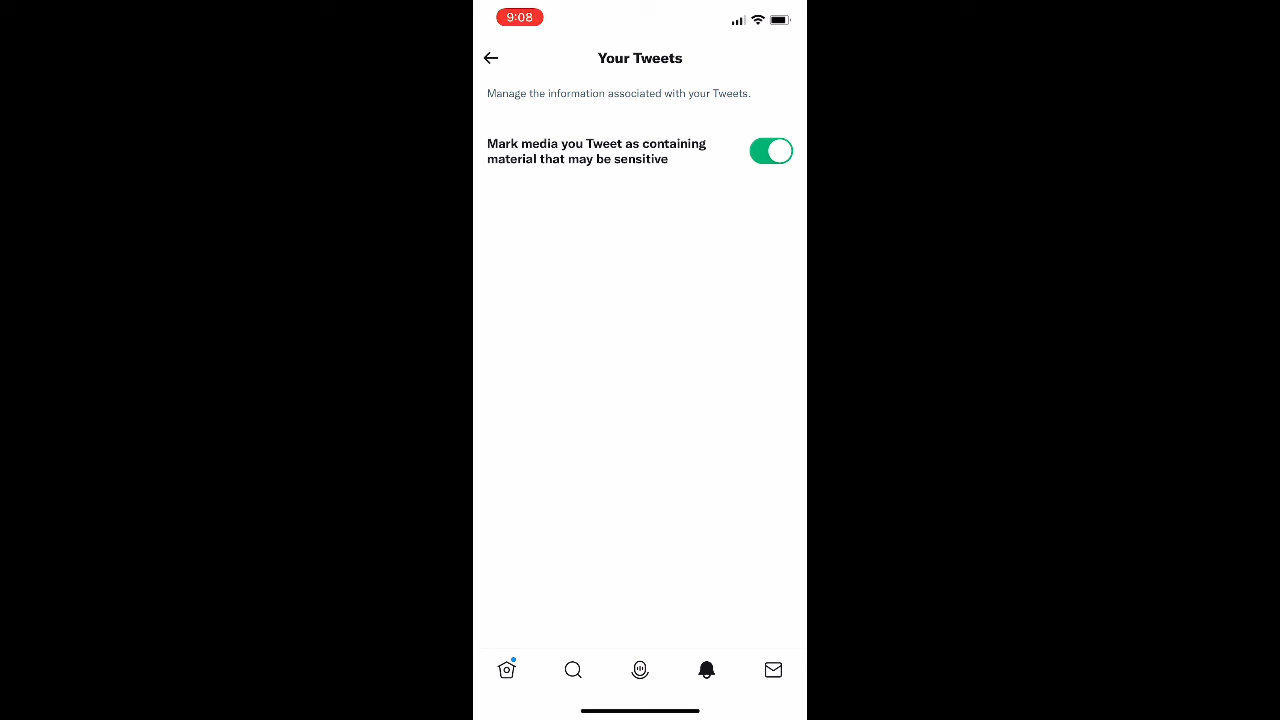 9:08
Your Tweets
Manage the information associated with your Tweets.
Mark media you Tweet as containing
material that may be sensitive